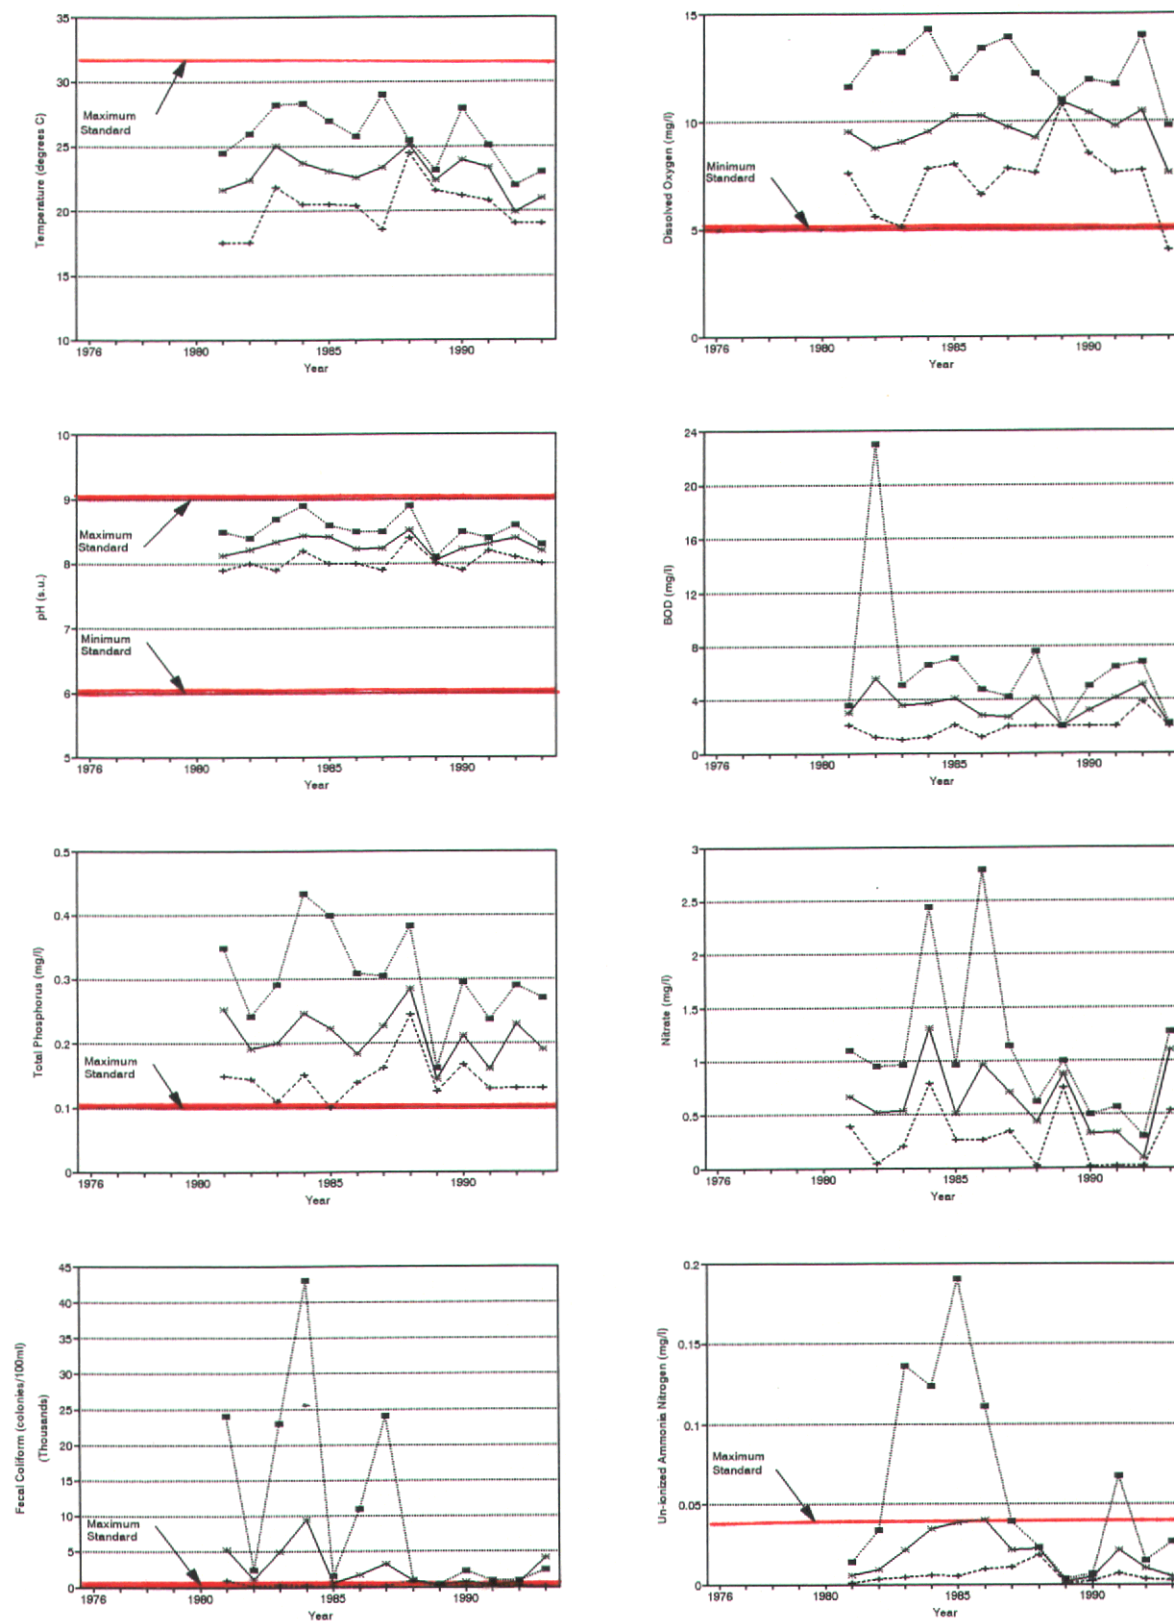 35
30
25
20
15
10
Temperature (degrees C)
Maximum
Standard
1976
1980
1985
1990
Year
15
10
5
0
Dissolved Oxygen (mg/l)
Minimum
Standard
1976
1980
1985
1990
Year
10
9
8
7
6
5
pH (s.u.)
Maximum
Standard
Minimum
Standard
1976
1980
1985
1990
Year
24
20
16
12
8
4
0
BOD (mg/l)
1976
1980
1985
1990
Year
0.5
0.4
0.3
0.2
0.1
0
Total Phosphorus (mg/l)
Maximum
Standard
1976
1980
1985
1990
Year
3
2.5
2
1.5
1
0.5
0
Nitrate (mg/l)
1976
1980
1985
1990
Year
45
40
35
30
25
20
15
10
5
0
Fecal Coliform (colonies/100ml)
(Thousands)
Maximum
Standard
1976
1980
1985
1990
Year
0.2
0.15
0.1
0.05
0
Un-ionized Ammonia Nitrogen (mg/l)
Maximum
Standard
1976
1980
1985
1990
Year